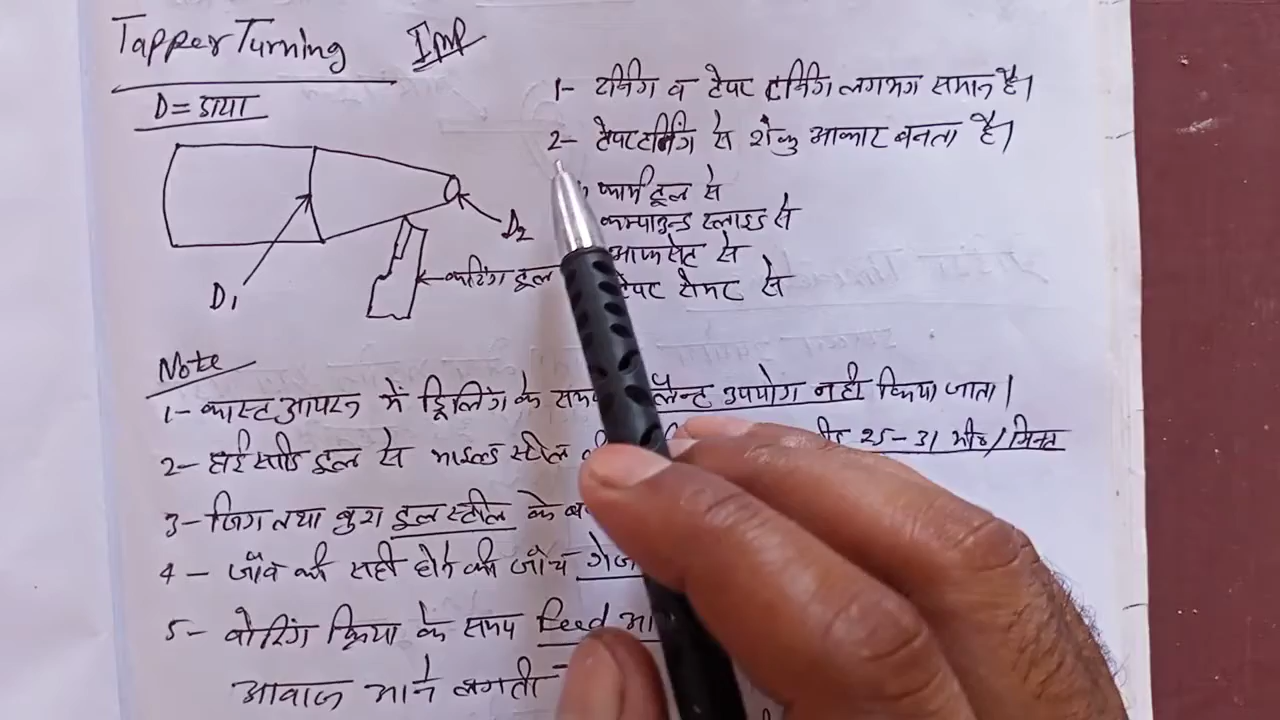 Tapper Turning Imp
D = डाया
1- टर्निंग व टेपर टर्निंग लगभग समान है।
2- टेपर टर्निंग से शंकु आकार बनता है।
फार्म टूल से
कम्पाउन्ड स्लाइड से
आफसेट से
टेपर सेमट से
D1
D2
कटिंग टूल
Note
1- कास्ट आयरन में ड्रिलिंग के समय उपयोग नही किया जाता।
2- हाई स्पीड टूल से माइल्ड स्टील 25-31 मी०/मिनट
3- जिग तथा बुश टूल स्टील के
4- जॉब की सही होने की जाँच गेज
5- बोरिंग क्रिया के समय Feed
आवाज आने लगती